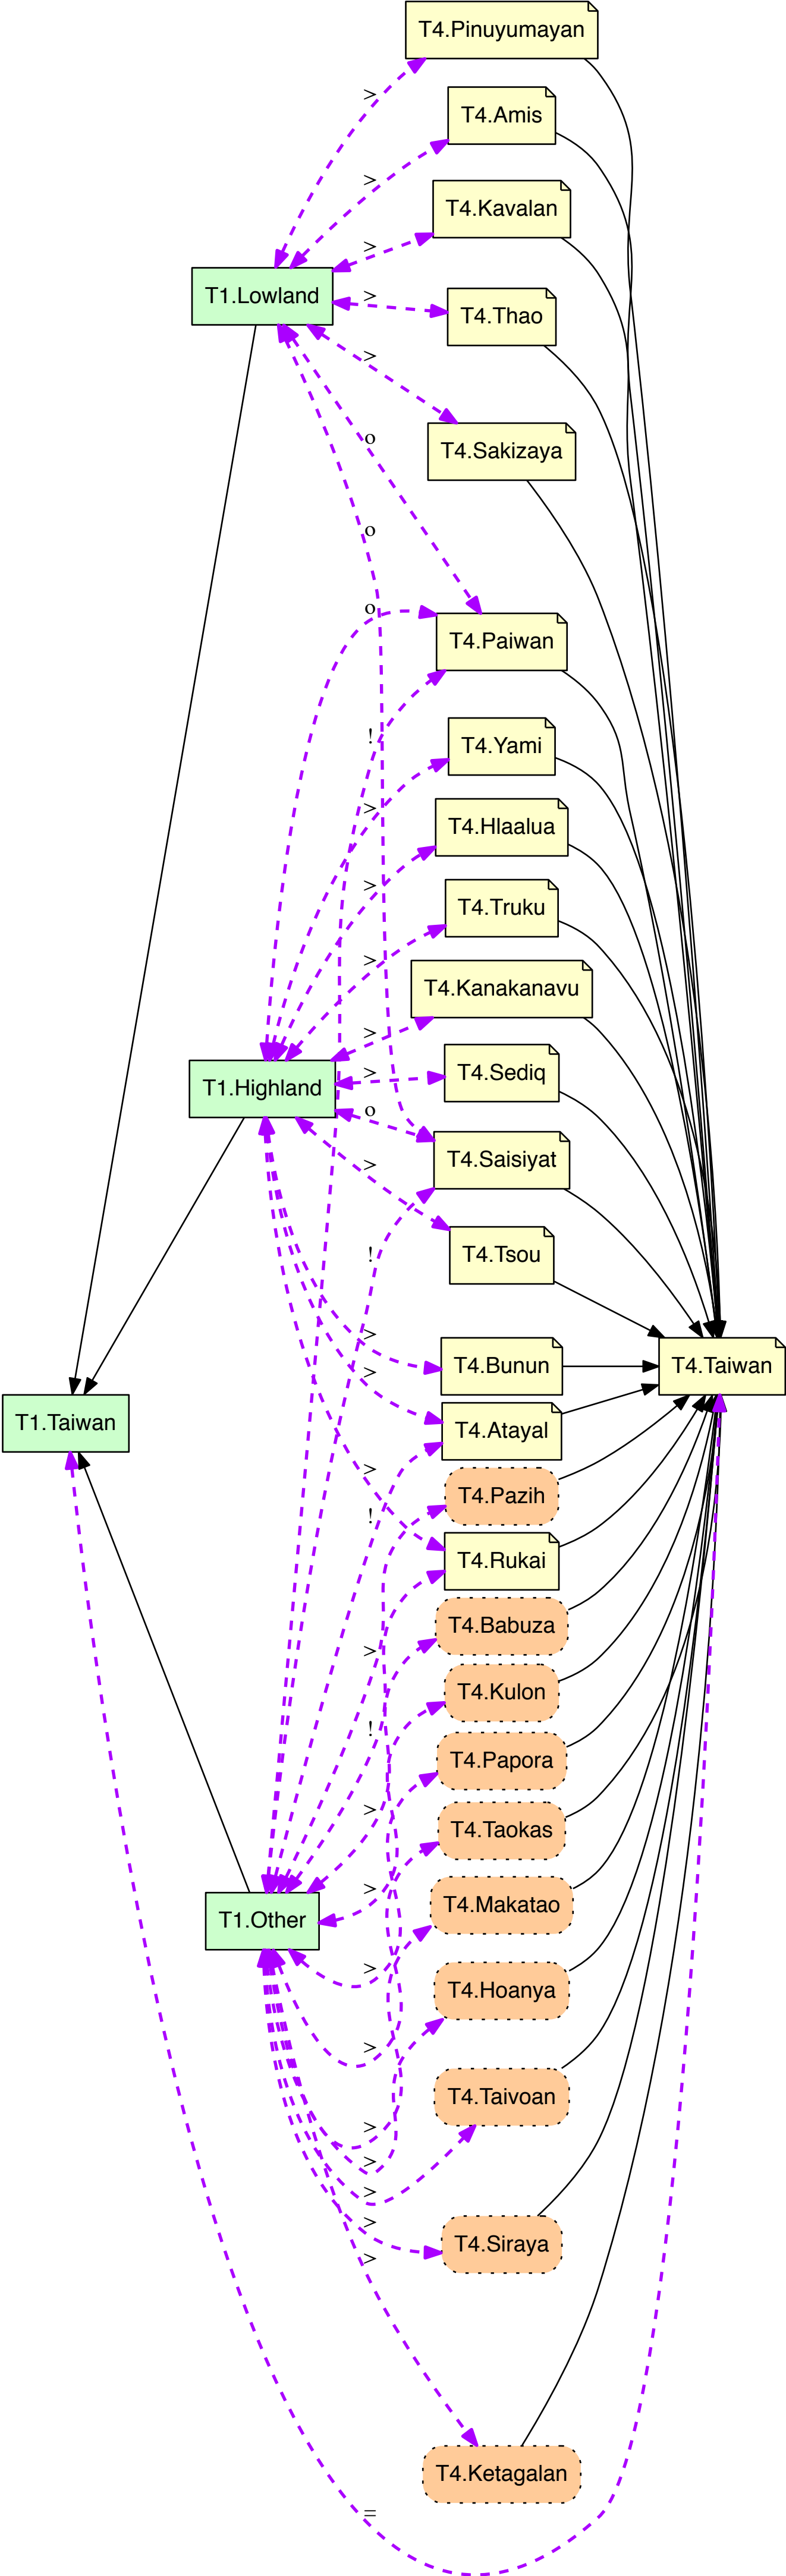 T4.Pinuyumayan
>
T4.Amis
>
T4.Kavalan
>
T1.Lowland
>
T4.Thao
>
o
T4.Sakizaya
o
o
T4.Paiwan
!
T4.Yami
>
T4.Hlaalua
>
T4.Truku
>
T4.Kanakanavu
>
T4.Sediq
>
T1.Highland
o
T4.Saisiyat
>
!
T4.Tsou
>
T4.Bunun
T4.Taiwan
>
T1.Taiwan
T4.Atayal
>
T4.Pazih
!
T4.Rukai
T4.Babuza
>
T4.Kulon
!
T4.Papora
>
T4.Taokas
>
T4.Makatao
T1.Other
>
T4.Hoanya
>
T4.Taivoan
>
>
>
>
T4.Siraya
>
T4.Ketagalan
=